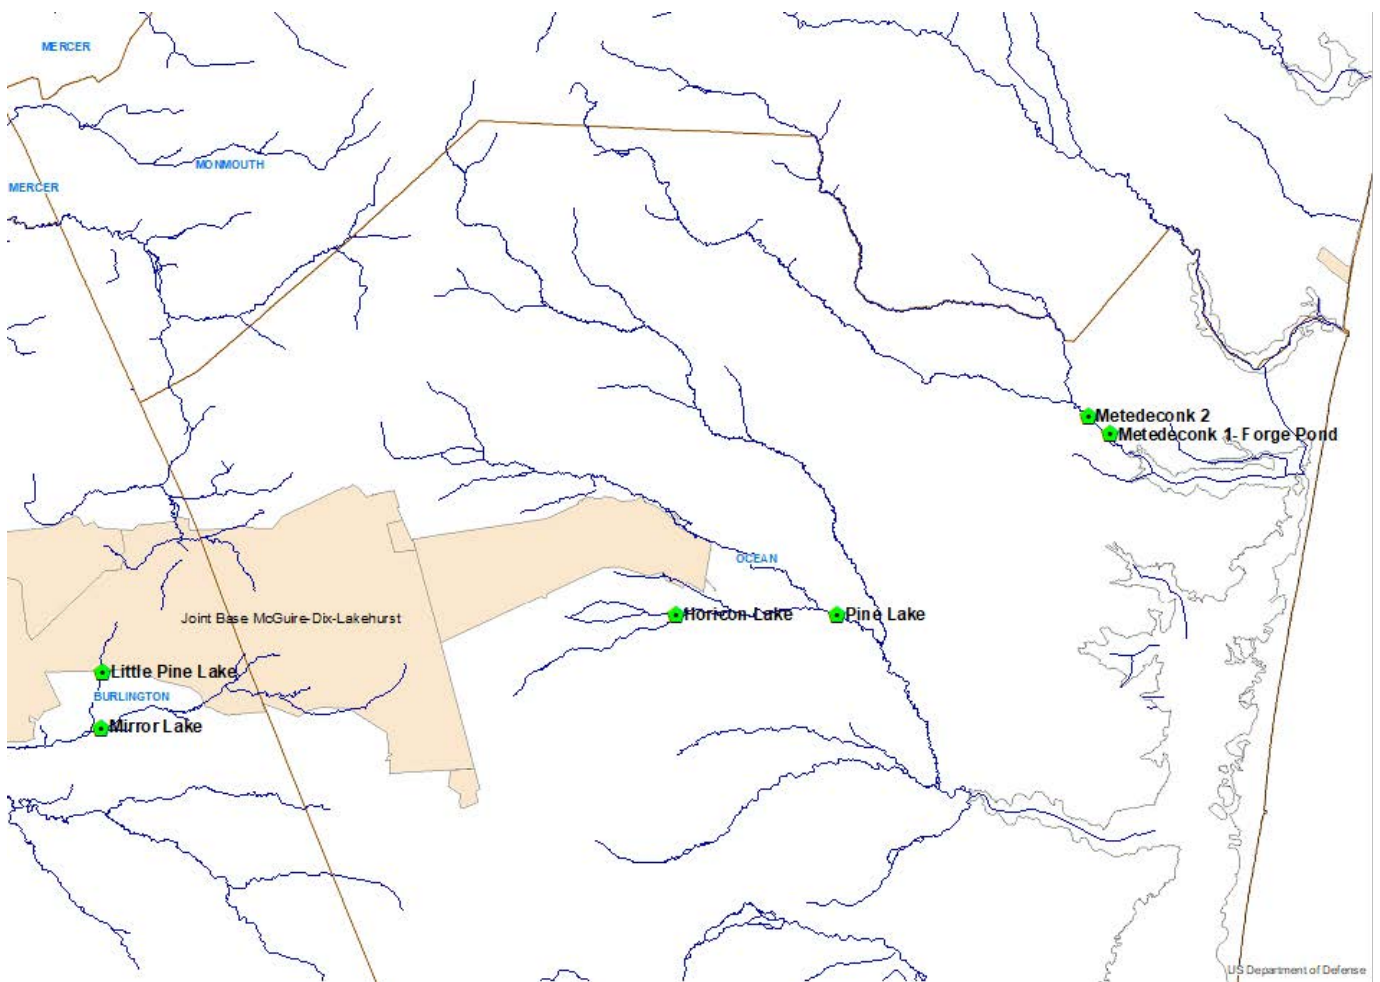 MERCER
MONMOUTH
MERCER
Metedeconk 2
Metedeconk 1- Forge Pond
OCEAN
Joint Base McGuire-Dix-Lakehurst
Horicon Lake
Pine Lake
Little Pine Lake
BURLINGTON
Mirror Lake
US Department of Defense